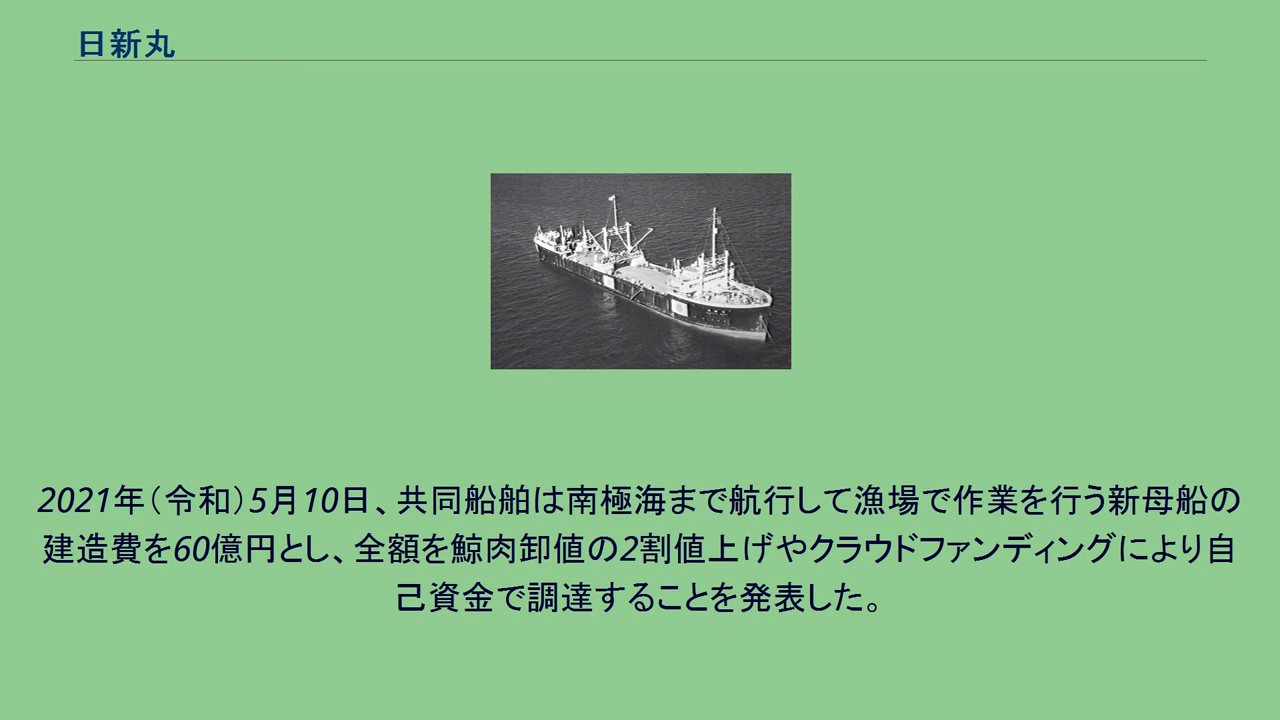 日新丸
2021年（令和）5月10日、共同船舶は南極海まで航行して漁場で作業を行う新母船の
建造費を60億円とし、全額を鯨肉卸値の2割値上げやクラウドファンディングにより自
己資金で調達することを発表した。